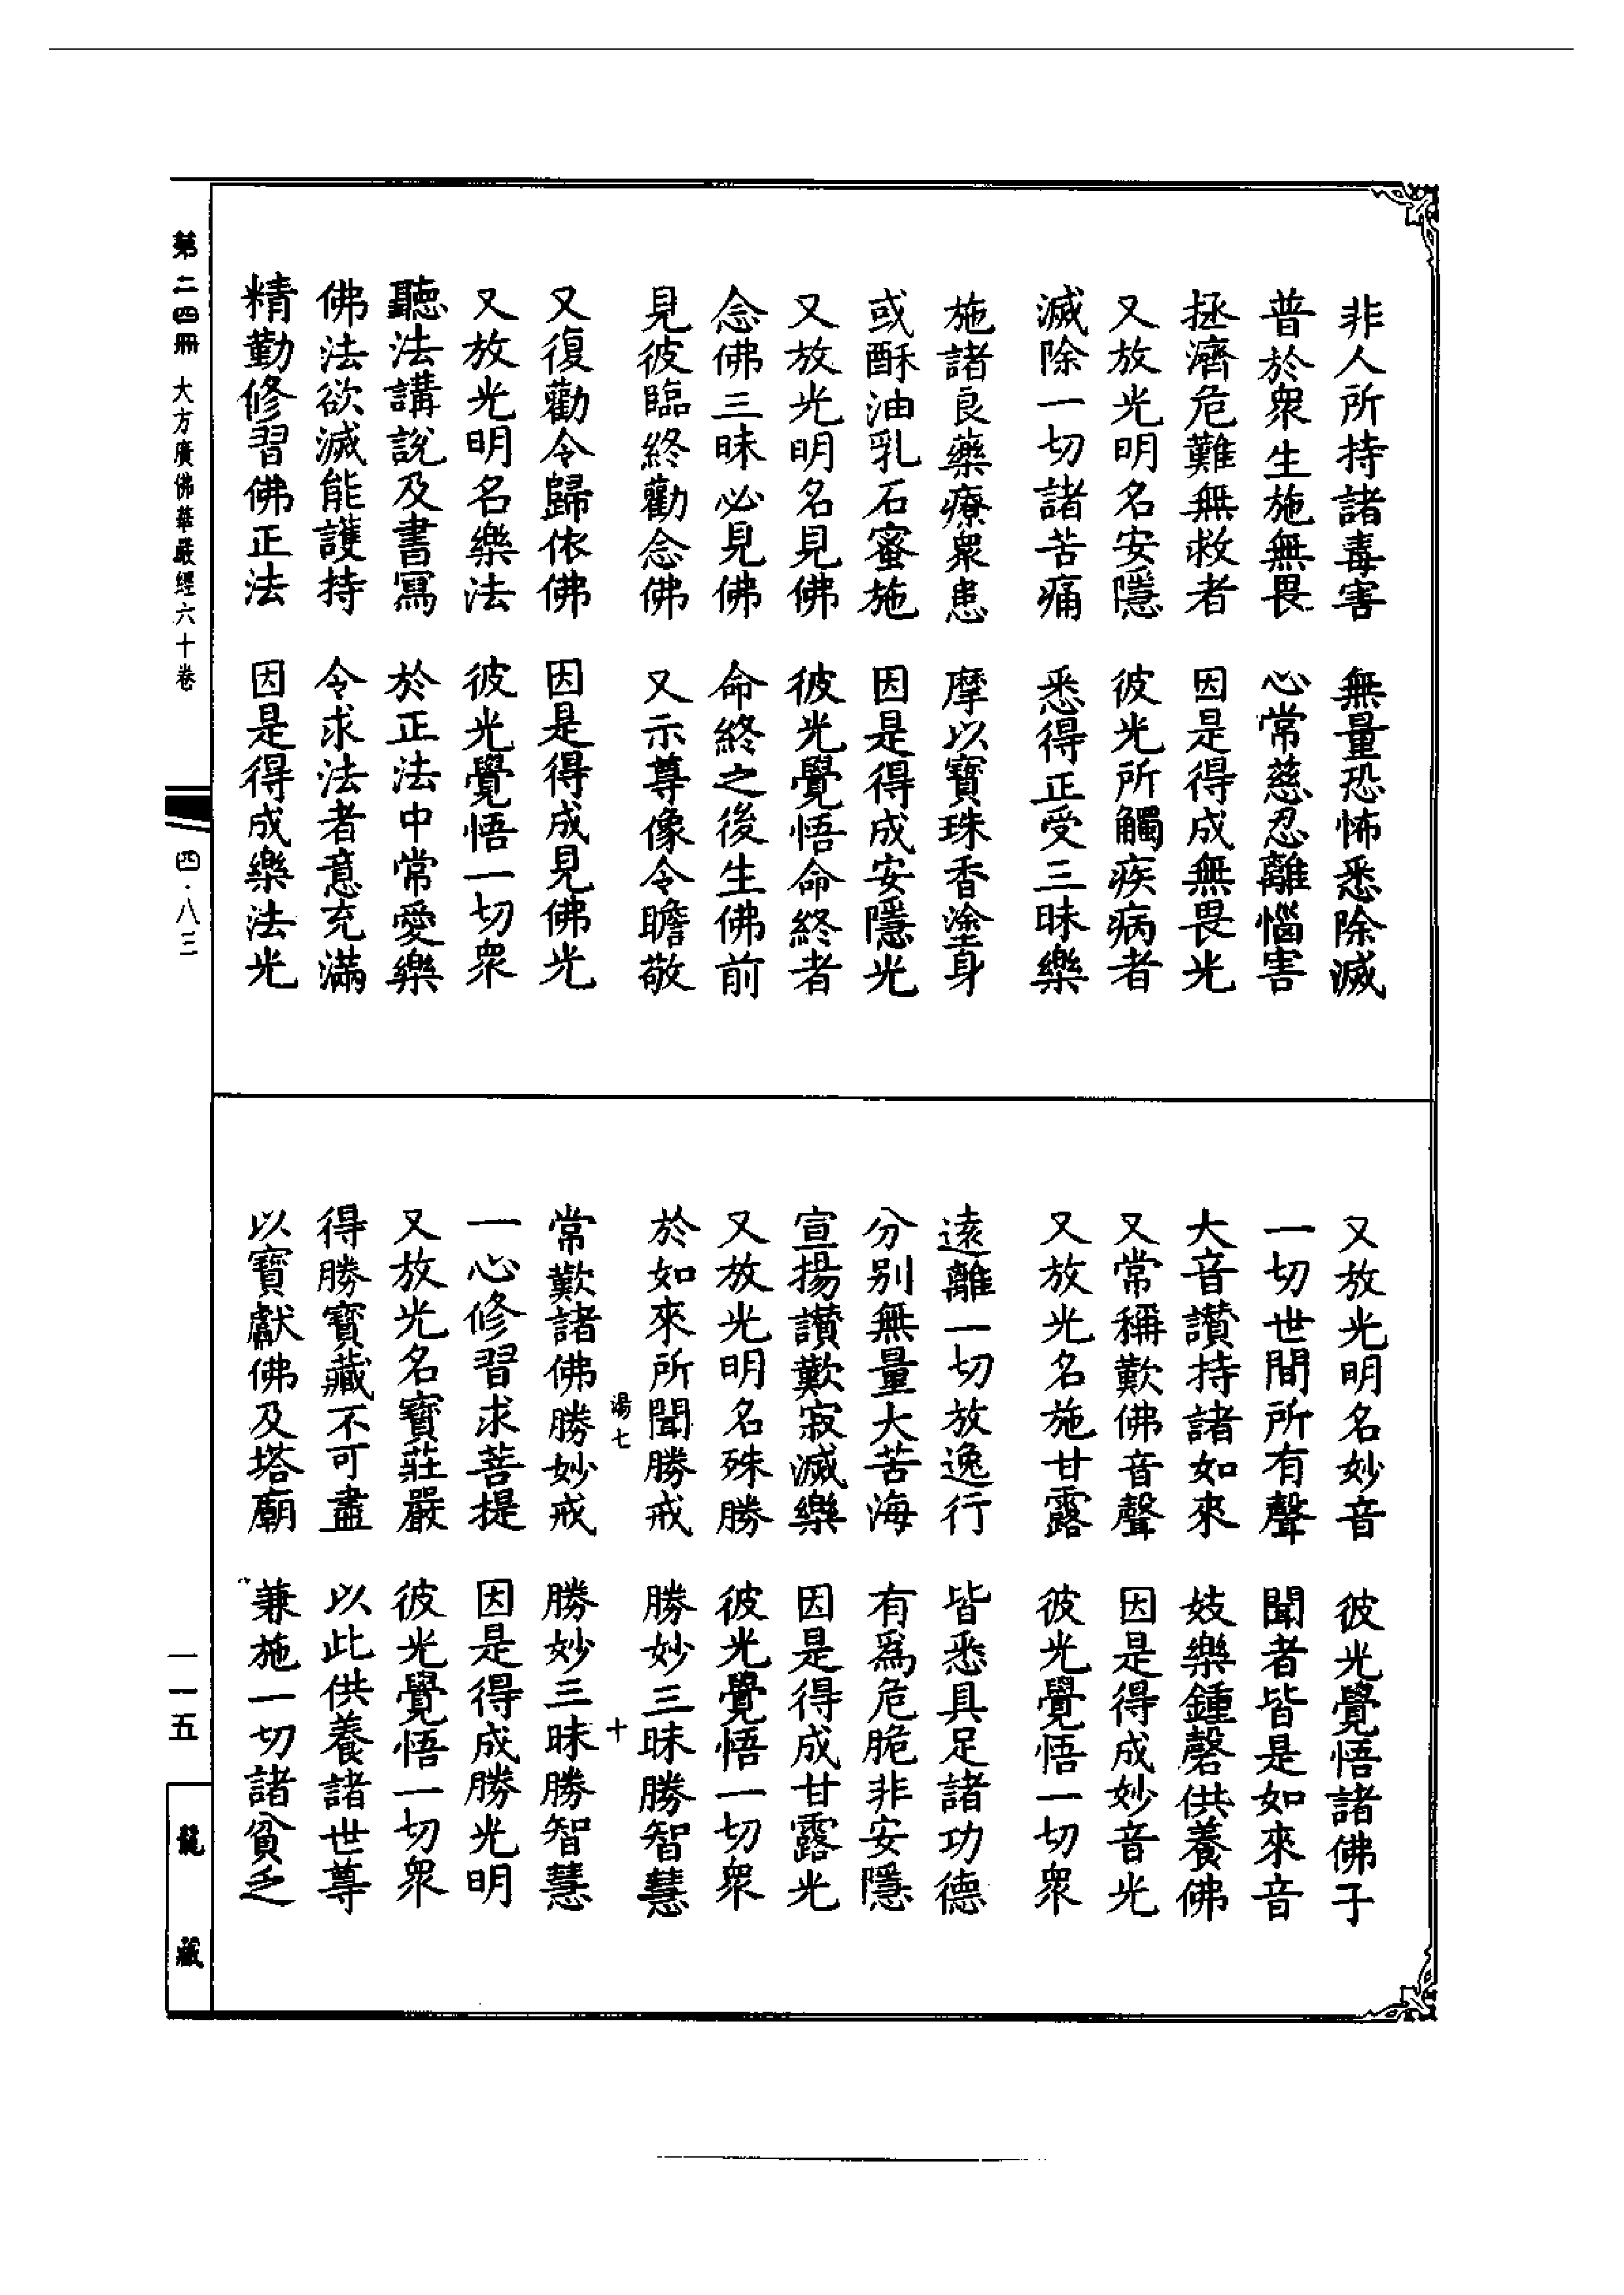 非人所持諸毒害　無量恐怖悉除滅
普於衆生施無畏　心常慈忍離惱害
拯濟危難無救者　因是得成無畏光
又放光明名安隱　彼光所觸疾病者
滅除一切諸苦痛　悉得正受三昧樂
施諸良藥療衆患　摩以寶珠香塗身
或酥油乳石蜜施　因是得成安隱光
又放光明名見佛　彼光覺悟命終者
念佛三昧必見佛　命終之後生佛前
見彼臨終勸念佛　又示尊像令瞻敬
又復勸令歸依佛　因是得成見佛光
又放光明名樂法　彼光覺悟一切衆
聽法講說及書寫　於正法中常愛樂
佛法欲滅能護持　令求法者意充滿
精勤修習佛正法　因是得成樂法光
又放光明名妙音　彼光覺悟諸佛子
一切世間所有聲　聞者皆是如來音
大音讚持諸如來　妓樂鍾磬供養佛
又常稱歎佛音聲　因是得成妙音光
又放光名施甘露　彼光覺悟一切衆
遠離一切放逸行　皆悉具足諸功德
分別無量大苦海　有爲危脆非安隱
宣揚讚歎寂滅樂　因是得成甘露光
又放光明名殊勝　彼光覺悟一切衆
於如來所聞勝戒　勝妙三昧勝智慧
湯七　十
常歎諸佛勝妙戒　勝妙三昧勝智慧
一心修習求菩提　因是得成勝光明
又放光名寶莊嚴　彼光覺悟一切衆
得勝寶藏不可盡　以此供養諸世尊
以寶獻佛及塔廟　兼施一切諸貧乏
第二四冊　大方廣佛華嚴經六十卷　四·八三　一一五　龍藏